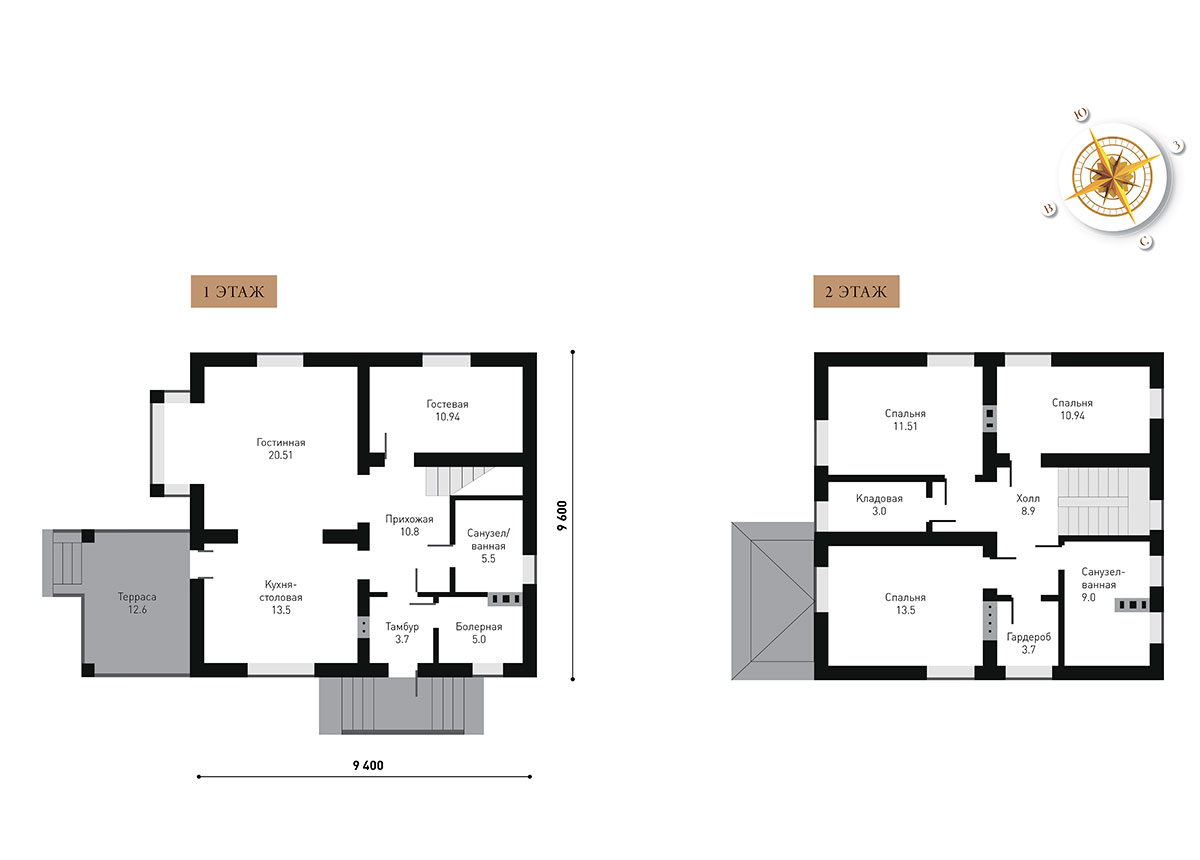 Ю
З
В
С
1 ЭТАЖ
2 ЭТАЖ
Гостевая
10.94
Гостинная
20.51
Прихожая
10.8
Санузел/
ванная
5.5
Терраса
12.6
Кухня-
столовая
13.5
Тамбур
3.7
Болерная
5.0
9 600
9 400
Спальня
11.51
Спальня
10.94
Кладовая
3.0
Холл
8.9
Спальня
13.5
Санузел-
ванная
9.0
Гардероб
3.7